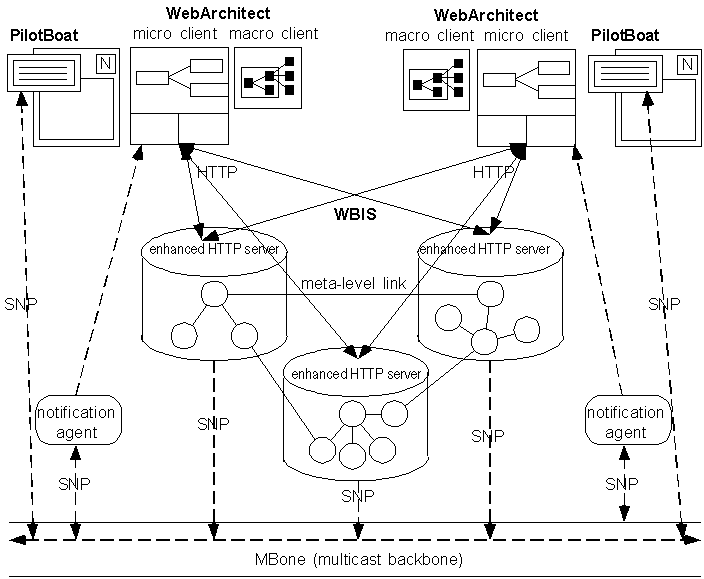 WebArchitect
WebArchitect
PilotBoat
micro client
macro client
macro client
micro client
PilotBoat
N
N
HTTP
HTTP
WBIS
enhanced HTTP server
enhanced HTTP server
meta-level link
SNP
SNP
enhanced HTTP server
notification
agent
notification
agent
SNP
SNP
SNP
SNP
SNP
MBone (multicast backbone)